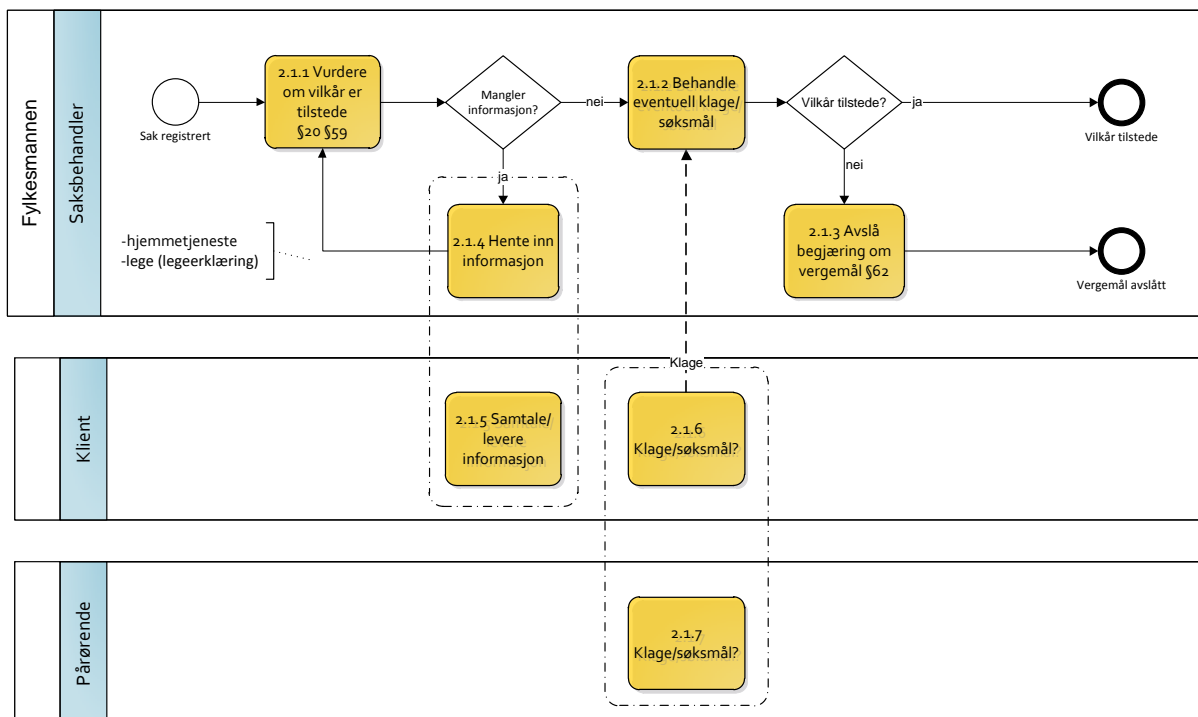 Fylkesmannen
Saksbehandler
Sak registrert
2.1.1 Vurdere
om vilkår er
tilstede
§20 §59
Mangler
informasjon?
nei
ja
2.1.2 Behandle
eventuell klage/
søksmål
Vilkår tilstede?
ja
nei
Vilkår tilstede
-hjemmetjeneste
-lege (legeerklæring)
2.1.4 Hente inn
informasjon
2.1.3 Avslå
begjæring om
vergemål §62
Vergemål avslått
Klage
Klient
2.1.5 Samtale/
levere
informasjon
2.1.6
Klage/søksmål?
Pårørende
2.1.7
Klage/søksmål?